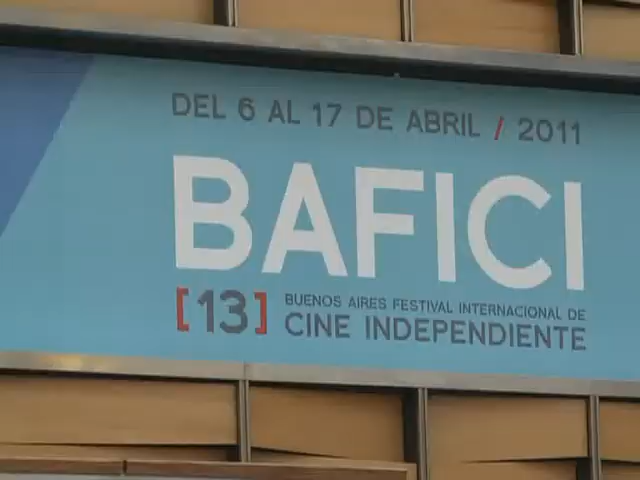 DEL 6 AL 17 DE ABRIL / 2011
BAFICI
[13] BUENOS AIRES FESTIVAL INTERNACIONAL DE
CINE INDEPENDIENTE